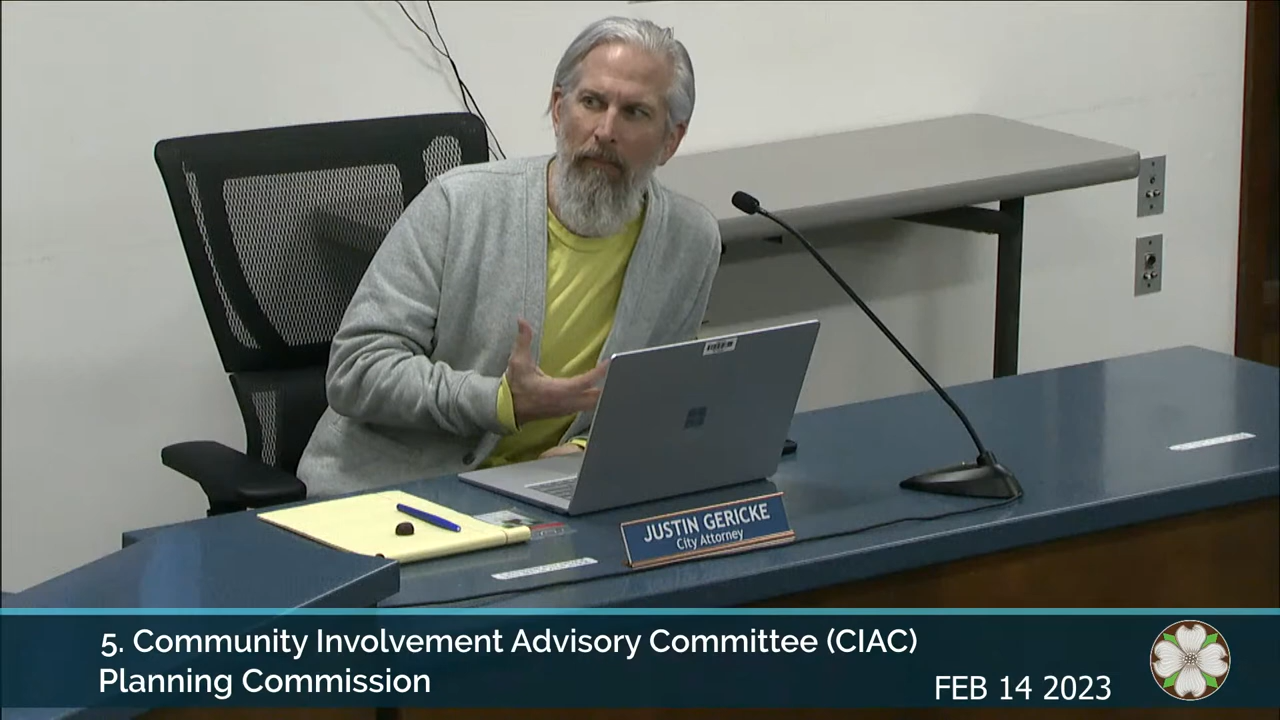 JUSTIN GERICKE
City Attorney
5. Community Involvement Advisory Committee (CIAC)
Planning Commission
FEB 14 2023